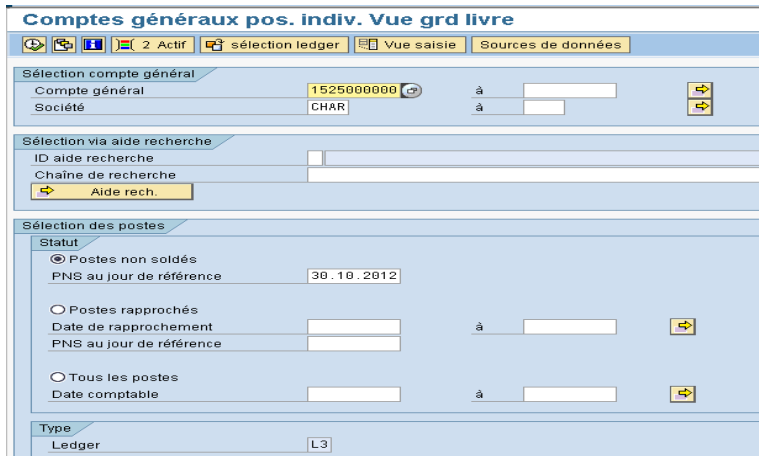 Comptes généraux pos. indiv. Vue grd livre
2 Actif sélection ledger Vue saisie Sources de données
Sélection compte général
Compte général 1525000000 à
Société CHAR à
Sélection via aide recherche
ID aide recherche
Chaîne de recherche
Aide rech.
Sélection des postes
Statut
Postes non soldés
PNS au jour de référence 30.10.2012
Postes rapprochés
Date de rapprochement à
PNS au jour de référence
Tous les postes
Date comptable à
Type
Ledger L3